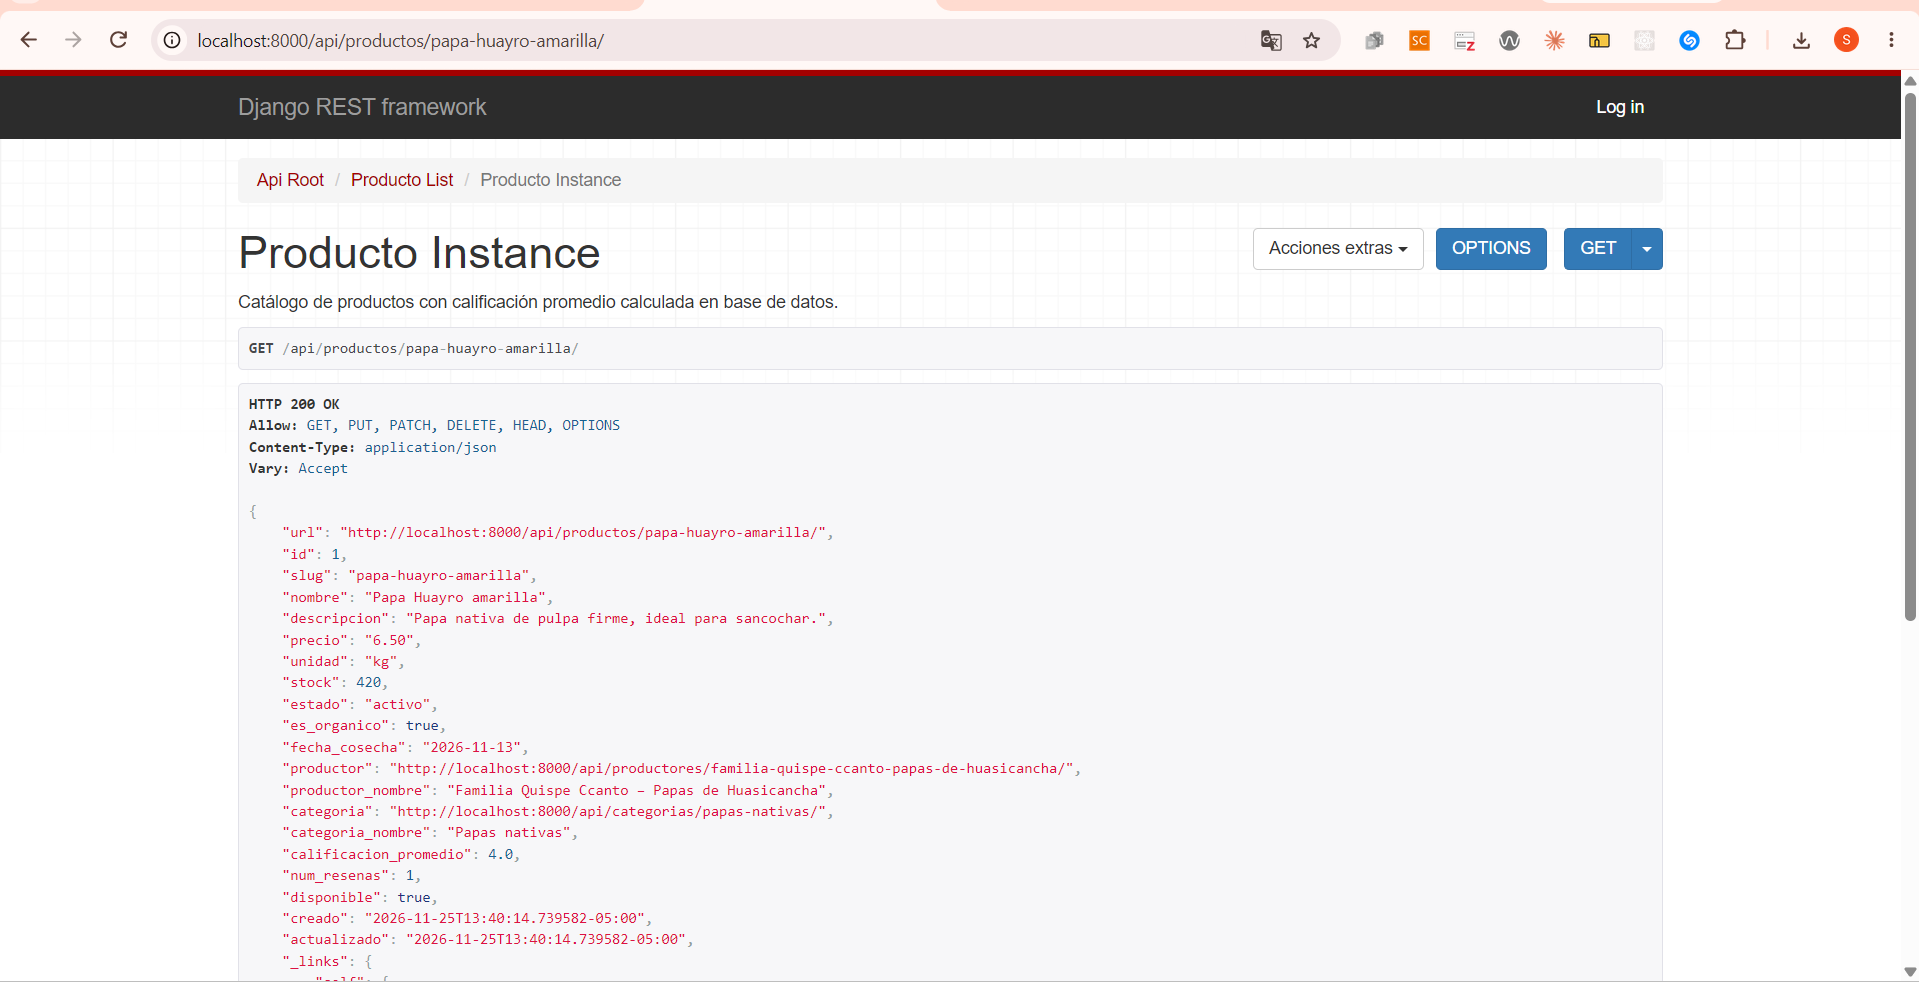 localhost:8000/api/productos/papa-huayro-amarilla/
SC
S
Django REST framework
Log in
Api Root / Producto List / Producto Instance
Producto Instance
Acciones extras
OPTIONS
GET
Catálogo de productos con calificación promedio calculada en base de datos.
GET /api/productos/papa-huayro-amarilla/
HTTP 200 OK
Allow: GET, PUT, PATCH, DELETE, HEAD, OPTIONS
Content-Type: application/json
Vary: Accept
{
"url": "http://localhost:8000/api/productos/papa-huayro-amarilla/",
"id": 1,
"slug": "papa-huayro-amarilla",
"nombre": "Papa Huayro amarilla",
"descripcion": "Papa nativa de pulpa firme, ideal para sancochar.",
"precio": "6.50",
"unidad": "kg",
"stock": 420,
"estado": "activo",
"es_organico": true,
"fecha_cosecha": "2026-11-13",
"productor": "http://localhost:8000/api/productores/familia-quispe-ccanto-papas-de-huasicancha/",
"productor_nombre": "Familia Quispe Ccanto – Papas de Huasicancha",
"categoria": "http://localhost:8000/api/categorias/papas-nativas/",
"categoria_nombre": "Papas nativas",
"calificacion_promedio": 4.0,
"num_resenas": 1,
"disponible": true,
"creado": "2026-11-25T13:40:14.739582-05:00",
"actualizado": "2026-11-25T13:40:14.739582-05:00",
"_links": {